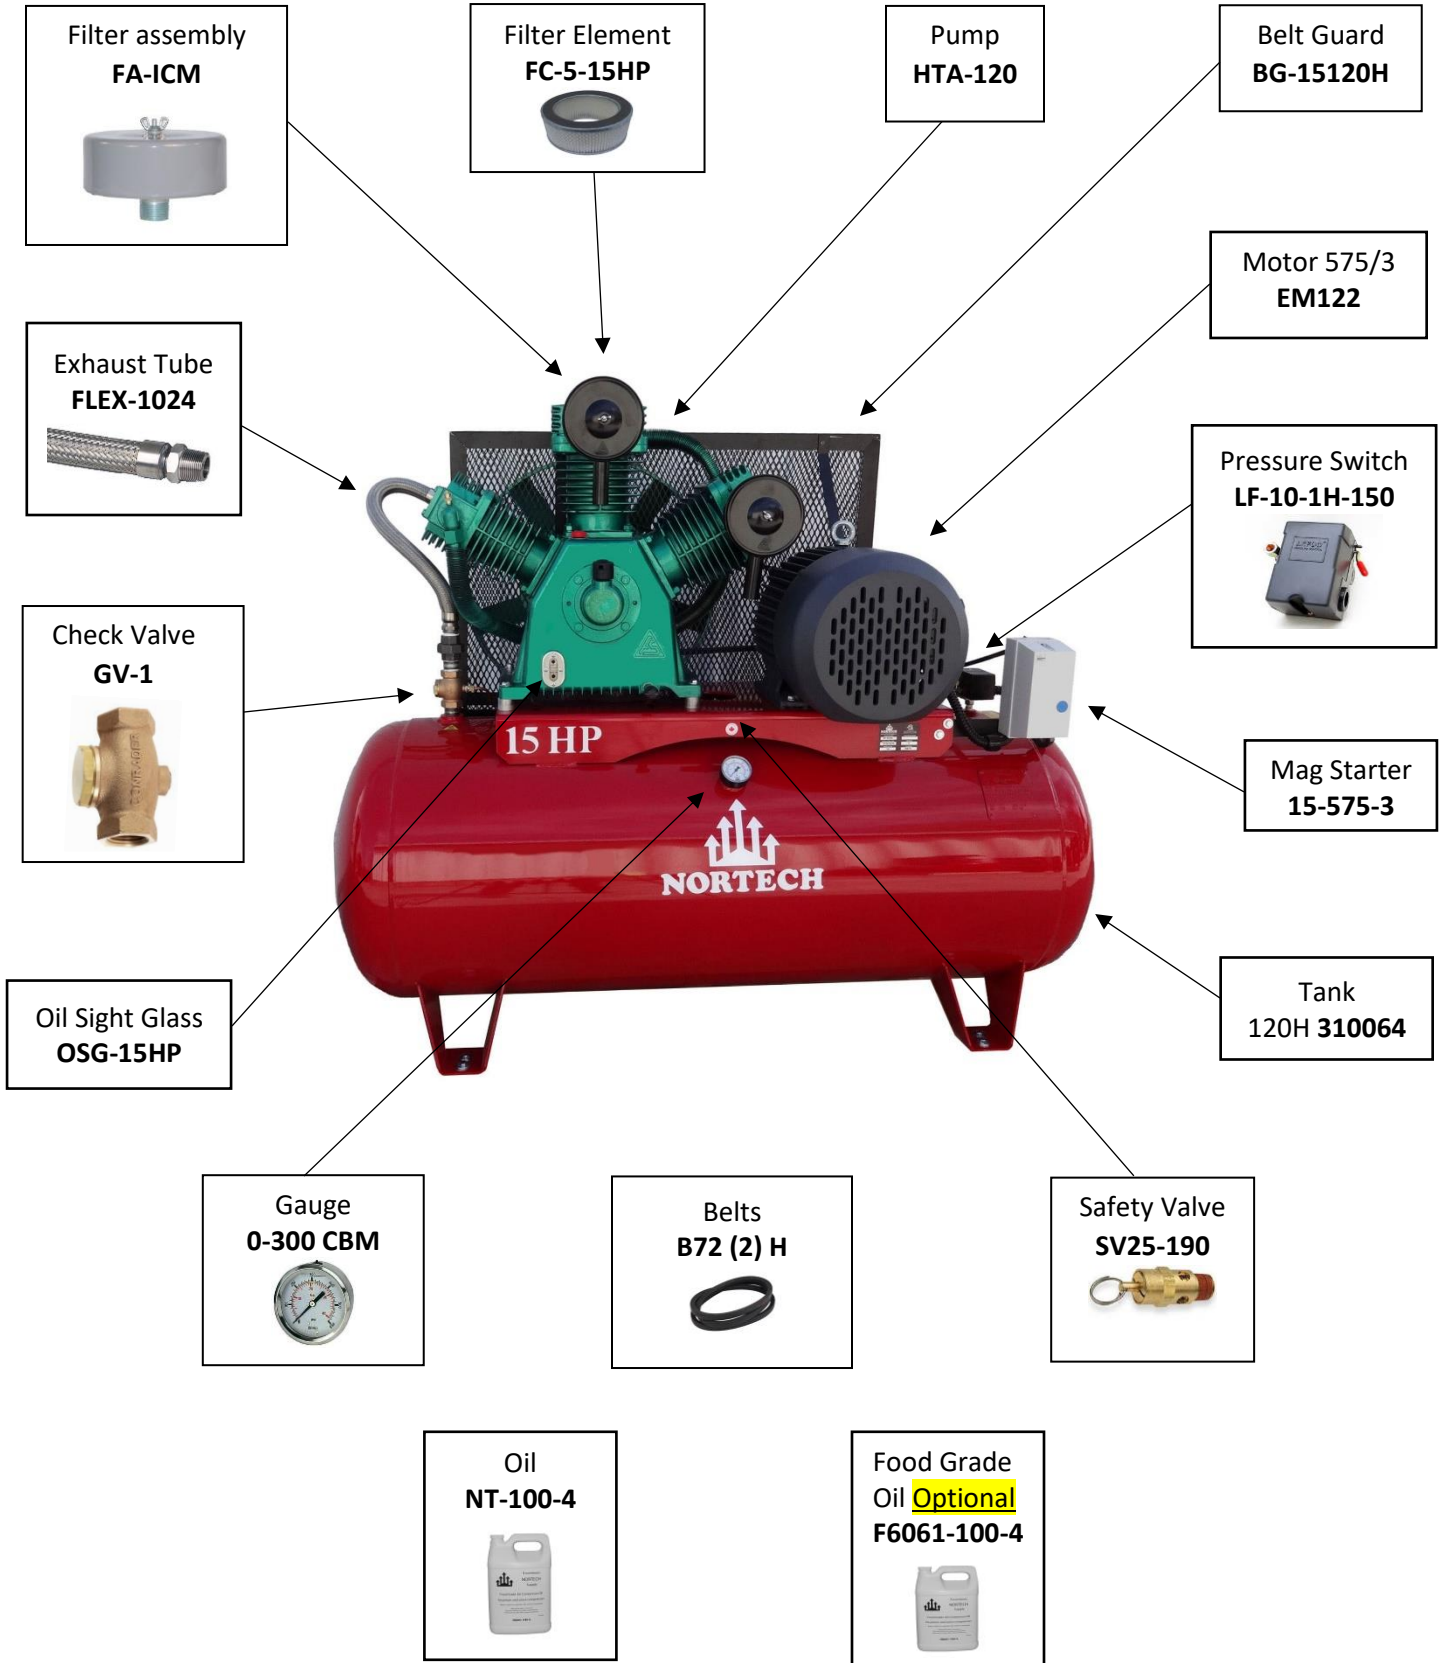 Filter assembly
FA-ICM
Filter Element
FC-5-15HP
Pump
HTA-120
Belt Guard
BG-15120H
Motor 575/3
EM122
Exhaust Tube
FLEX-1024
Pressure Switch
LF-10-1H-150
Check Valve
GV-1
15 HP
NORTECH
Mag Starter
15-575-3
Oil Sight Glass
OSG-15HP
Tank
120H 310064
Gauge
0-300 CBM
Belts
B72 (2) H
Safety Valve
SV25-190
Oil
NT-100-4
NORTECH
Food Grade
Oil Optional
F6061-100-4
NORTECH